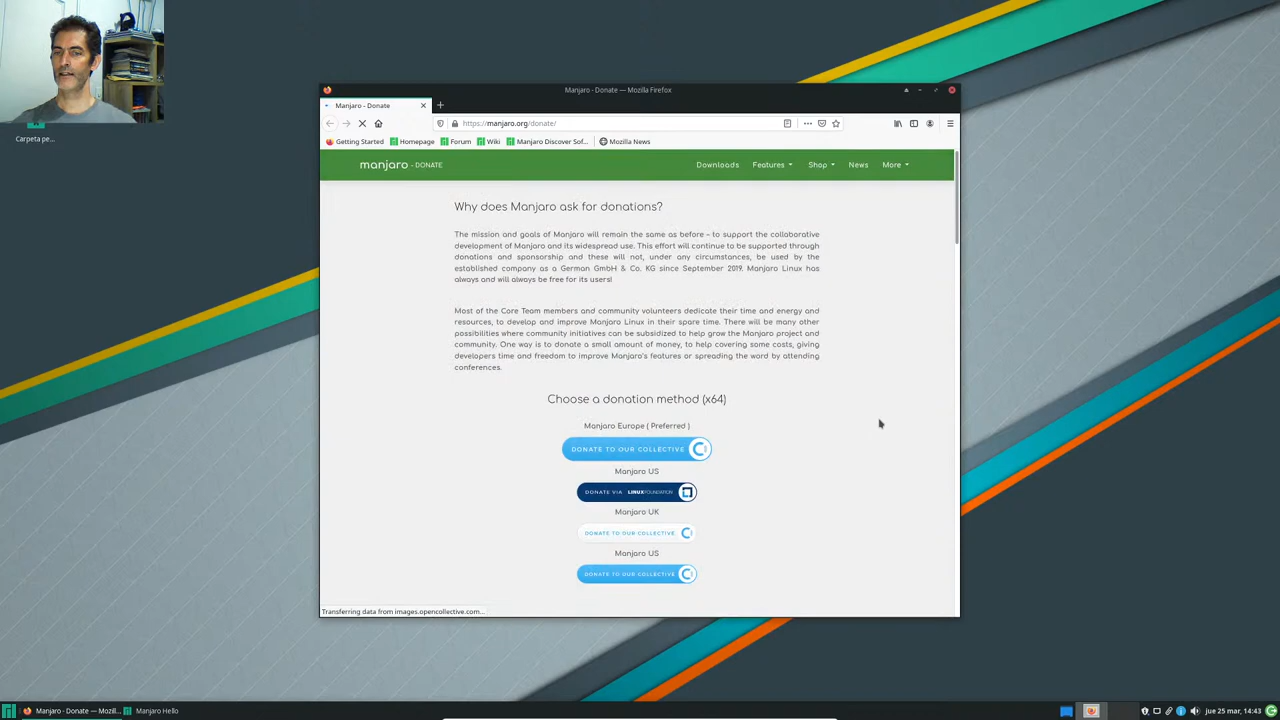 Carpeta pe...
Manjaro - Donate — Mozilla Firefox
Manjaro - Donate
https://manjaro.org/donate/
Getting Started Homepage Forum Wiki Manjaro Discover Sof... Mozilla News
manjaro - DONATE Downloads Features Shop News More
Why does Manjaro ask for donations?
The mission and goals of Manjaro will remain the same as before – to support the collaborative
development of Manjaro and its widespread use. This effort will continue to be supported through
donations and sponsorship and these will not, under any circumstances, be used by the
established company as a German GmbH & Co. KG since September 2019. Manjaro Linux has
always and will always be free for its users!
Most of the Core Team members and community volunteers dedicate their time and energy and
resources, to develop and improve Manjaro Linux in their spare time. There will be many other
possibilities where community initiatives can be subsidized to help grow the Manjaro project and
community. One way is to donate a small amount of money, to help covering some costs, giving
developers time and freedom to improve Manjaro's features or spreading the word by attending
conferences.
Choose a donation method (x64)
Manjaro Europe ( Preferred )
DONATE TO OUR COLLECTIVE
Manjaro US
DONATE VIA LINUX FOUNDATION
Manjaro UK
DONATE TO OUR COLLECTIVE
Manjaro US
DONATE TO OUR COLLECTIVE
Transferring data from images.opencollective.com...
Manjaro - Donate — Mozill... Manjaro Hello jue 25 mar, 14:43